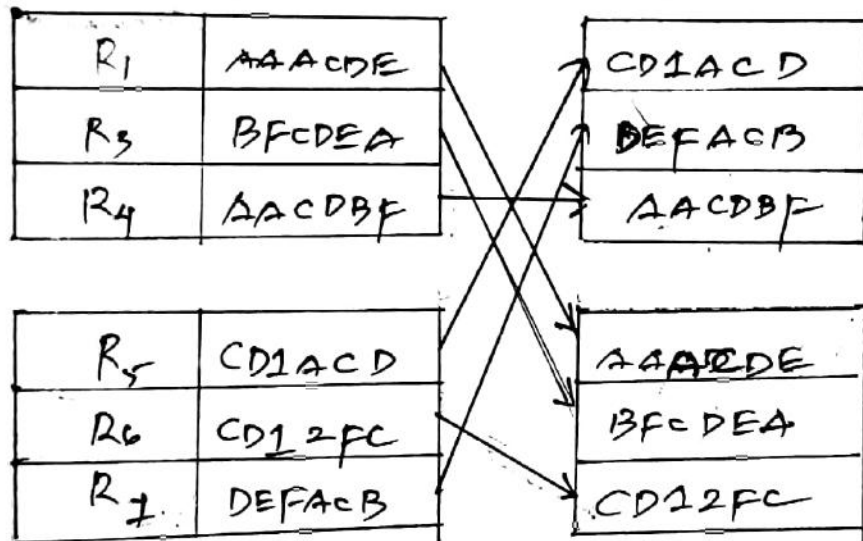 R1 AAACDE
R3 BFCDEA
R4 AACDBF
CD1ACD
DEFACB
AACDBF
R5 CD1ACD
R6 CD12FC
R7 DEFACB
AAACDE
BFCDEA
CD12FC